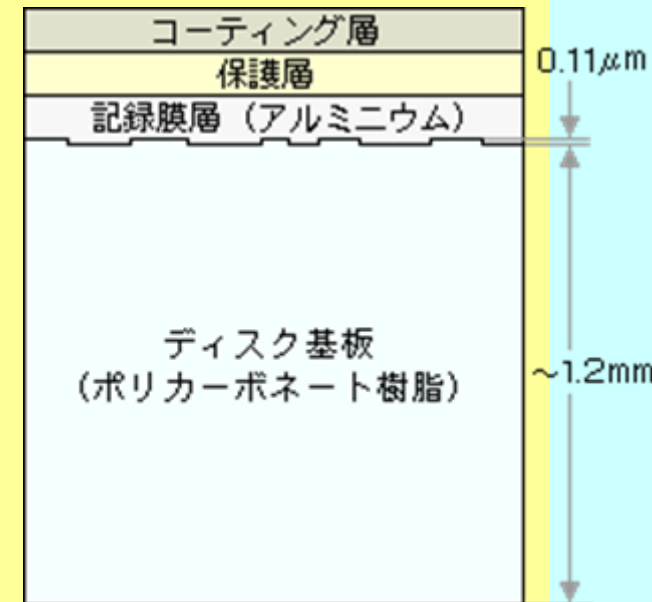 コーティング層
保護層
記録膜層（アルミニウム）
0.11μm
ディスク基板
（ポリカーボネート樹脂）
～1.2mm